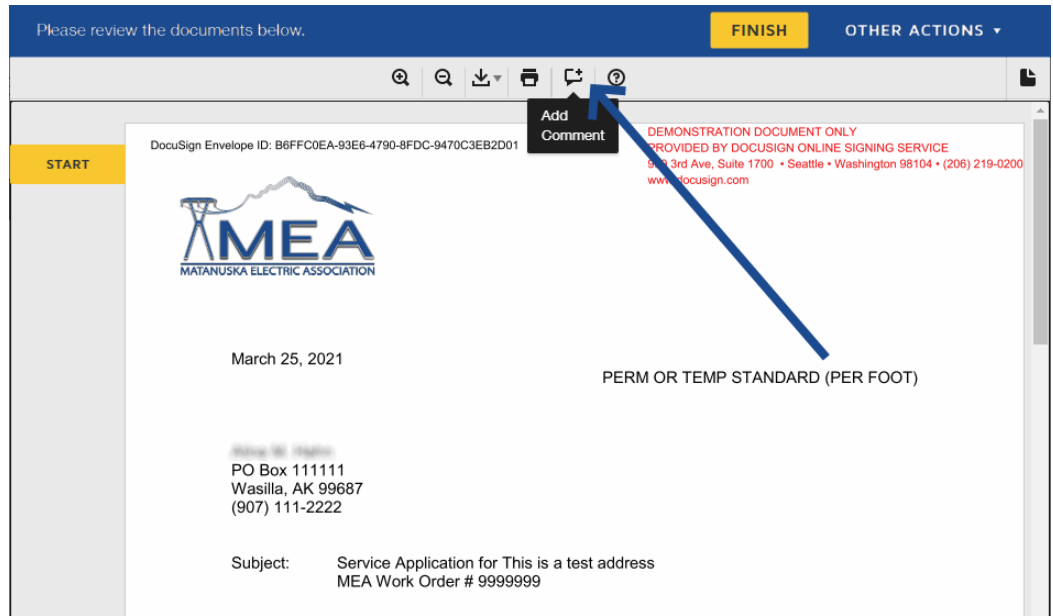 Please review the documents below.
FINISH
OTHER ACTIONS
Add
Comment
START
DocuSign Envelope ID: B6FFC0EA-93E6-4790-8FDC-9470C3EB2D01
DEMONSTRATION DOCUMENT ONLY
PROVIDED BY DOCUSIGN ONLINE SIGNING SERVICE
3rd Ave, Suite 1700 • Seattle • Washington 98104 • (206) 219-0200
www.docusign.com
MEA
MATANUSKA ELECTRIC ASSOCIATION
March 25, 2021
PERM OR TEMP STANDARD (PER FOOT)
PO Box 111111
Wasilla, AK 99687
(907) 111-2222
Subject: Service Application for This is a test address
MEA Work Order # 9999999